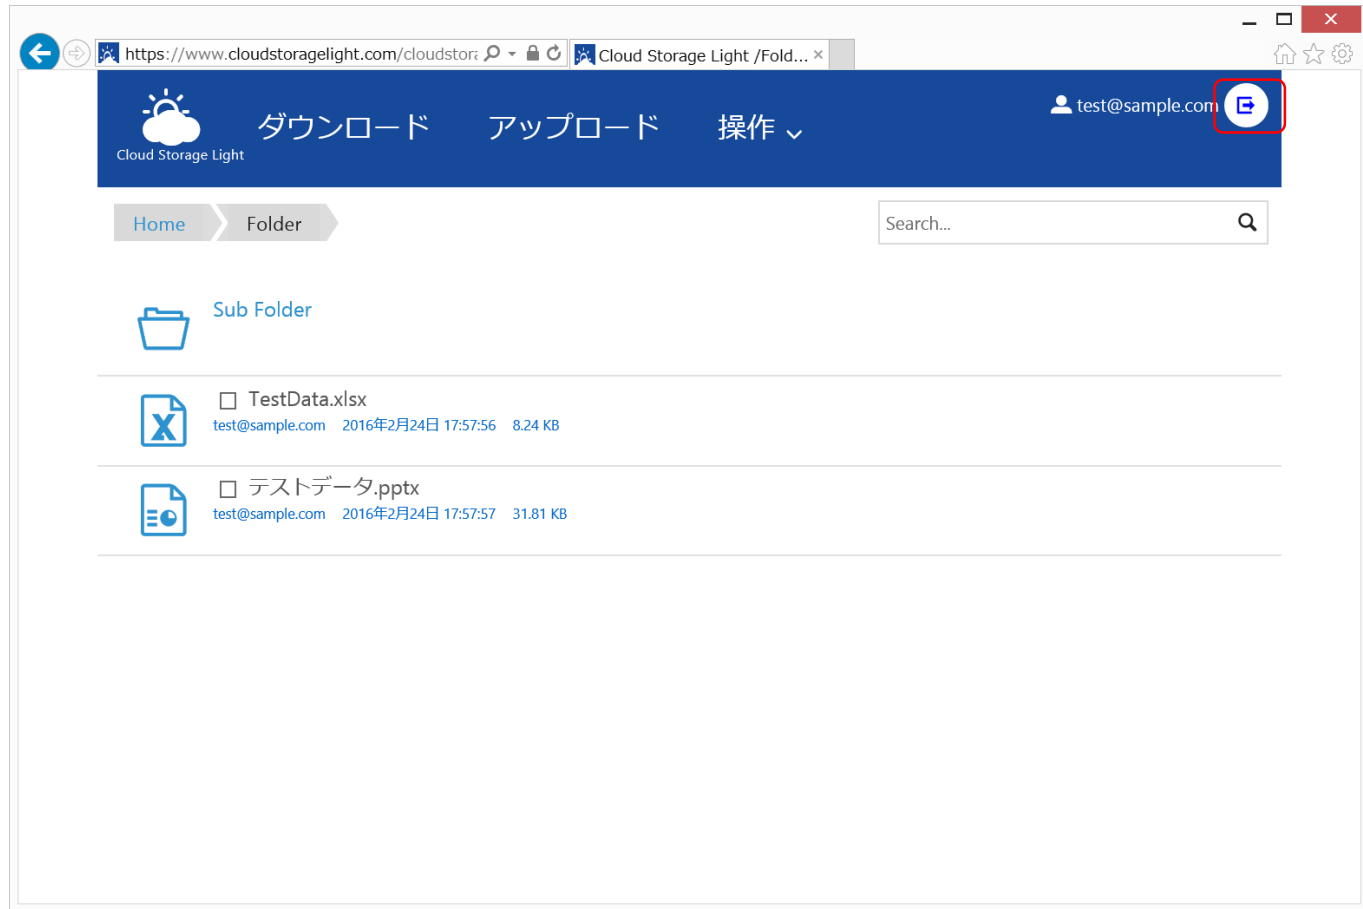 https://www.cloudstoragelight.com/cloudstora
Cloud Storage Light /Fold...
test@sample.com
ダウンロード アップロード 操作
Cloud Storage Light
Home Folder Search...
Sub Folder
TestData.xlsx
test@sample.com 2016年2月24日 17:57:56 8.24 KB
テストデータ.pptx
test@sample.com 2016年2月24日 17:57:57 31.81 KB